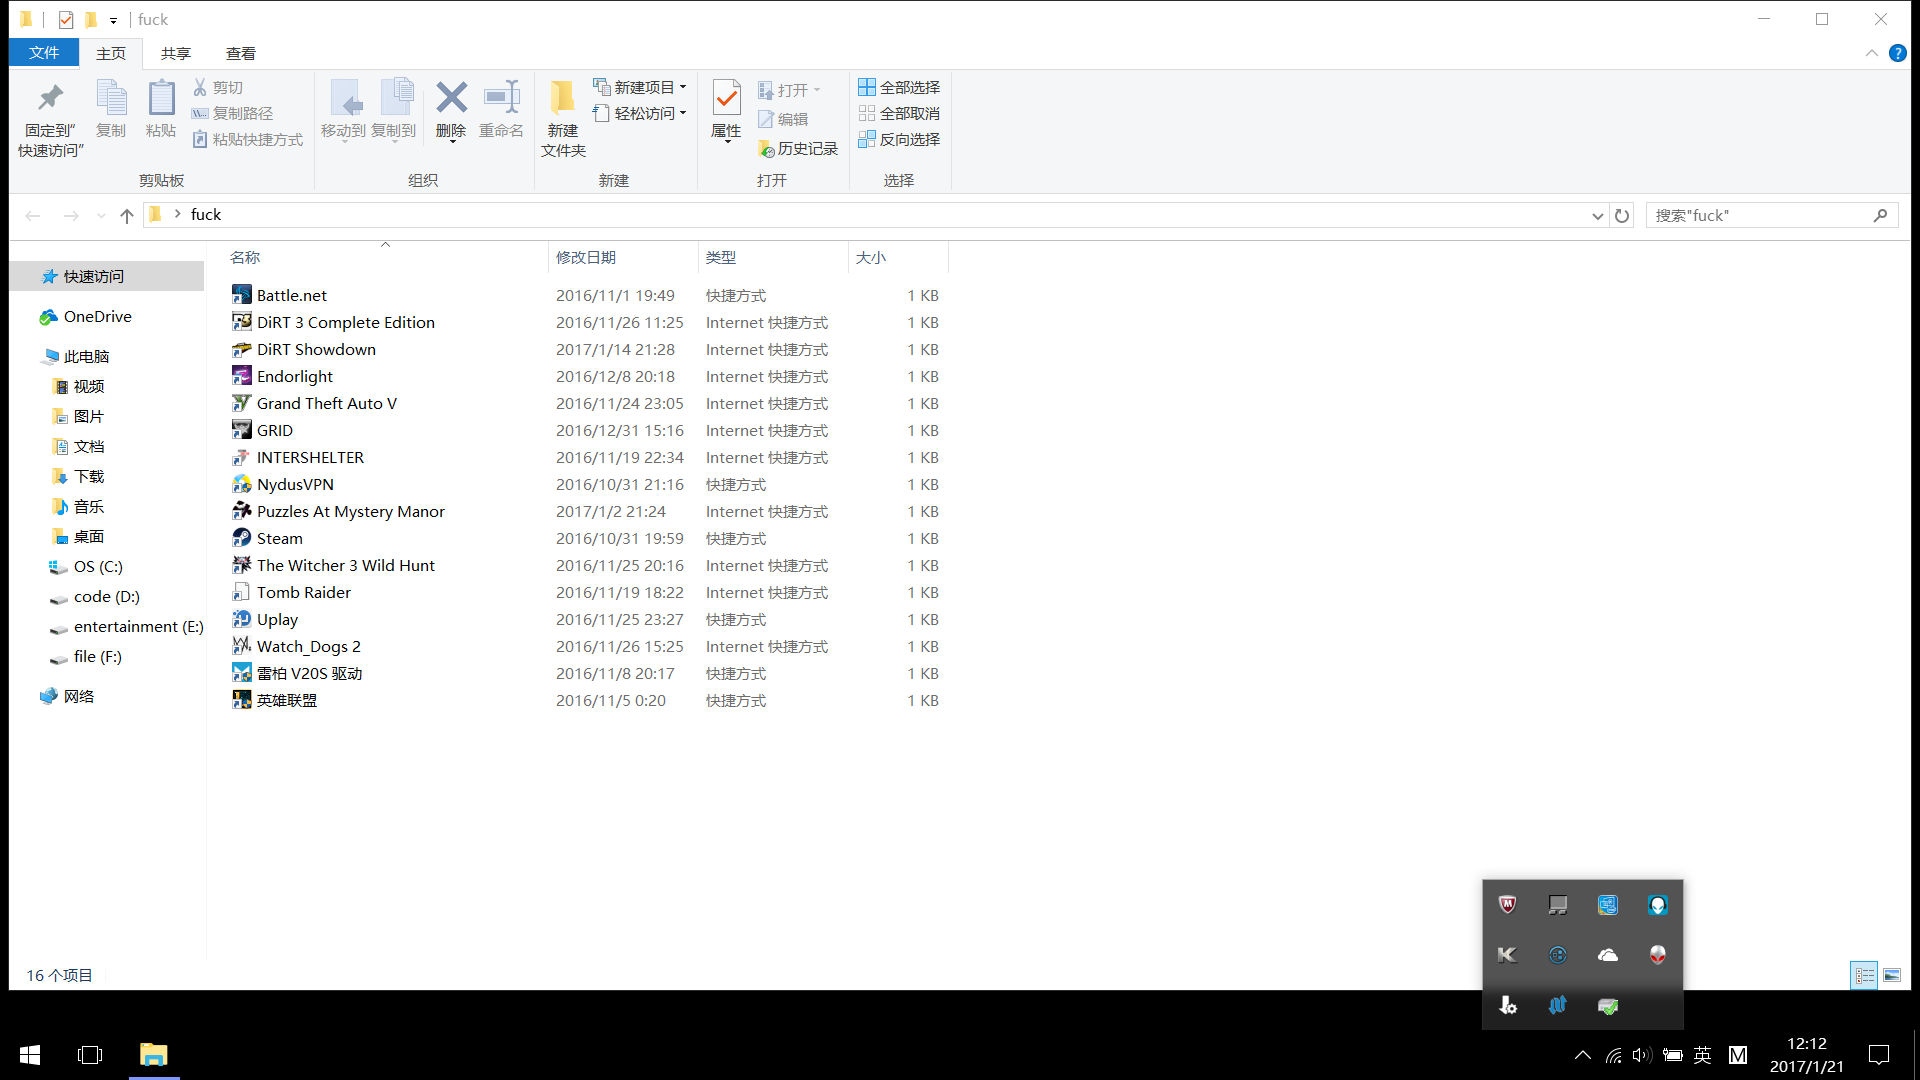 fuck
文件 主页 共享 查看
固定到"快速访问"
复制
粘贴
剪切
复制路径
粘贴快捷方式
剪贴板
移动到
复制到
删除
重命名
组织
新建文件夹
新建项目
轻松访问
新建
属性
打开
编辑
历史记录
打开
全部选择
全部取消
反向选择
选择
fuck
搜索"fuck"
快速访问
OneDrive
此电脑
视频
图片
文档
下载
音乐
桌面
OS (C:)
code (D:)
entertainment (E:)
file (F:)
网络
名称 修改日期 类型 大小
Battle.net 2016/11/1 19:49 快捷方式 1 KB
DiRT 3 Complete Edition 2016/11/26 11:25 Internet 快捷方式 1 KB
DiRT Showdown 2017/1/14 21:28 Internet 快捷方式 1 KB
Endorlight 2016/12/8 20:18 Internet 快捷方式 1 KB
Grand Theft Auto V 2016/11/24 23:05 Internet 快捷方式 1 KB
GRID 2016/12/31 15:16 Internet 快捷方式 1 KB
INTERSHELTER 2016/11/19 22:34 Internet 快捷方式 1 KB
NydusVPN 2016/10/31 21:16 快捷方式 1 KB
Puzzles At Mystery Manor 2017/1/2 21:24 Internet 快捷方式 1 KB
Steam 2016/10/31 19:59 快捷方式 1 KB
The Witcher 3 Wild Hunt 2016/11/25 20:16 Internet 快捷方式 1 KB
Tomb Raider 2016/11/19 18:22 Internet 快捷方式 1 KB
Uplay 2016/11/25 23:27 快捷方式 1 KB
Watch_Dogs 2 2016/11/26 15:25 Internet 快捷方式 1 KB
雷柏 V20S 驱动 2016/11/8 20:17 快捷方式 1 KB
英雄联盟 2016/11/5 0:20 快捷方式 1 KB
16 个项目
英
M
12:12
2017/1/21